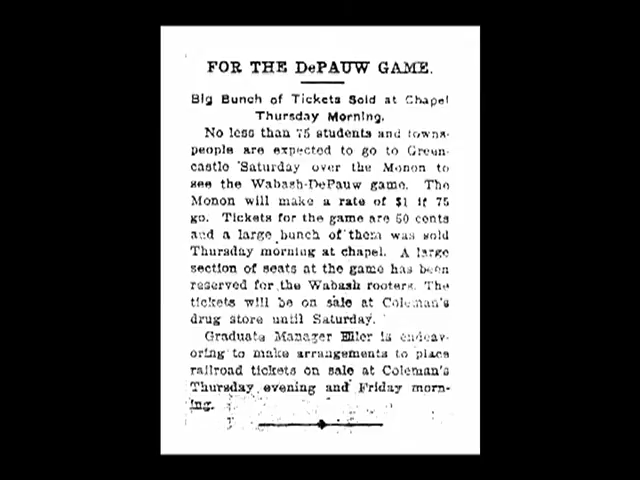 FOR THE DePAUW GAME.
Big Bunch of Tickets Sold at Chapel
Thursday Morning.
No less than 75 students and towns-
people are expected to go to Green-
castle Saturday over the Monon to
see the Wabash-DePauw game. The
Monon will make a rate of $1 if 75
go. Tickets for the game are 50 cents
and a large bunch of them was sold
Thursday morning at chapel. A large
section of seats at the game has been
reserved for the Wabash rooters. The
tickets will be on sale at Coleman's
drug store until Saturday.
Graduate Manager Eller is endeav-
oring to make arrangements to place
railroad tickets on sale at Coleman's
Thursday evening and Friday morn-
ing.